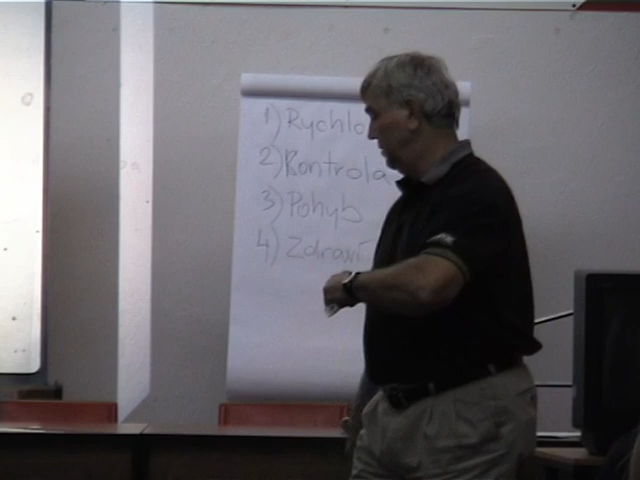 1) Rychlo
2) Kontrola
3) Pohyb
4) Zdraví